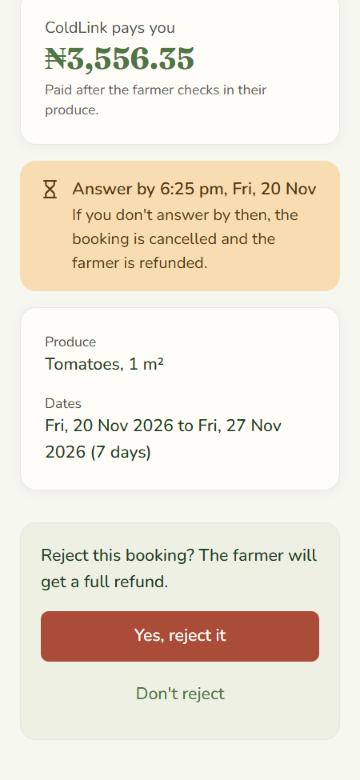 ColdLink pays you
₦3,556.35
Paid after the farmer checks in their
produce.
Answer by 6:25 pm, Fri, 20 Nov
If you don't answer by then, the
booking is cancelled and the
farmer is refunded.
Produce
Tomatoes, 1 m²
Dates
Fri, 20 Nov 2026 to Fri, 27 Nov
2026 (7 days)
Reject this booking? The farmer will
get a full refund.
Yes, reject it
Don't reject